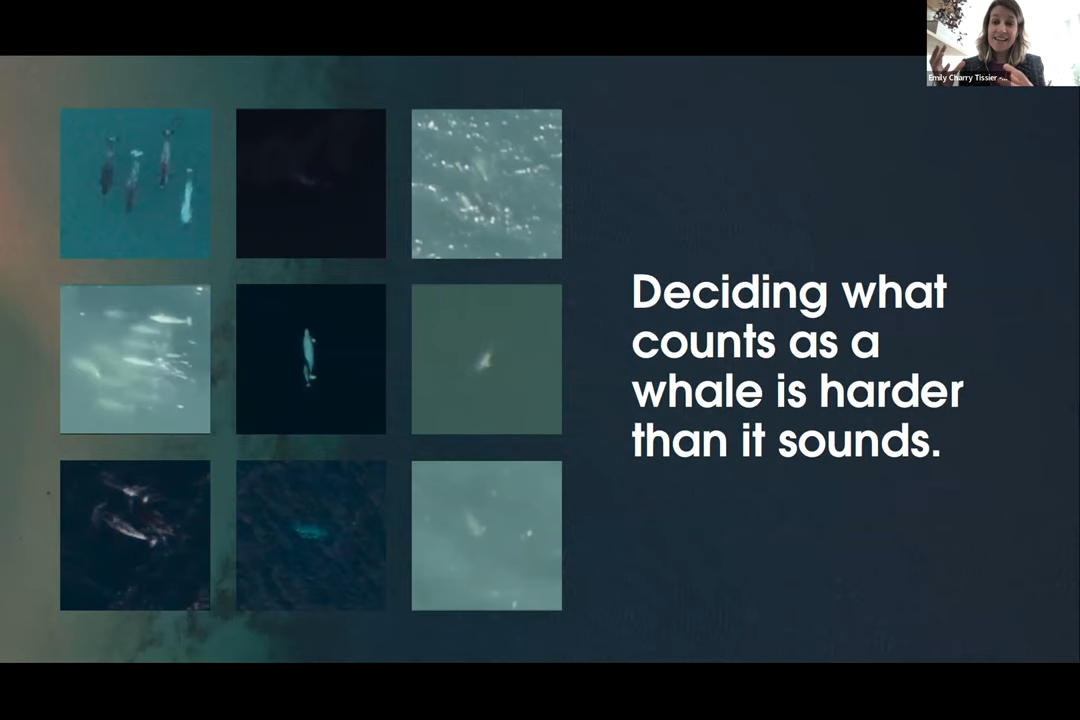 Emily Charry Tissier -...
Deciding what
counts as a
whale is harder
than it sounds.